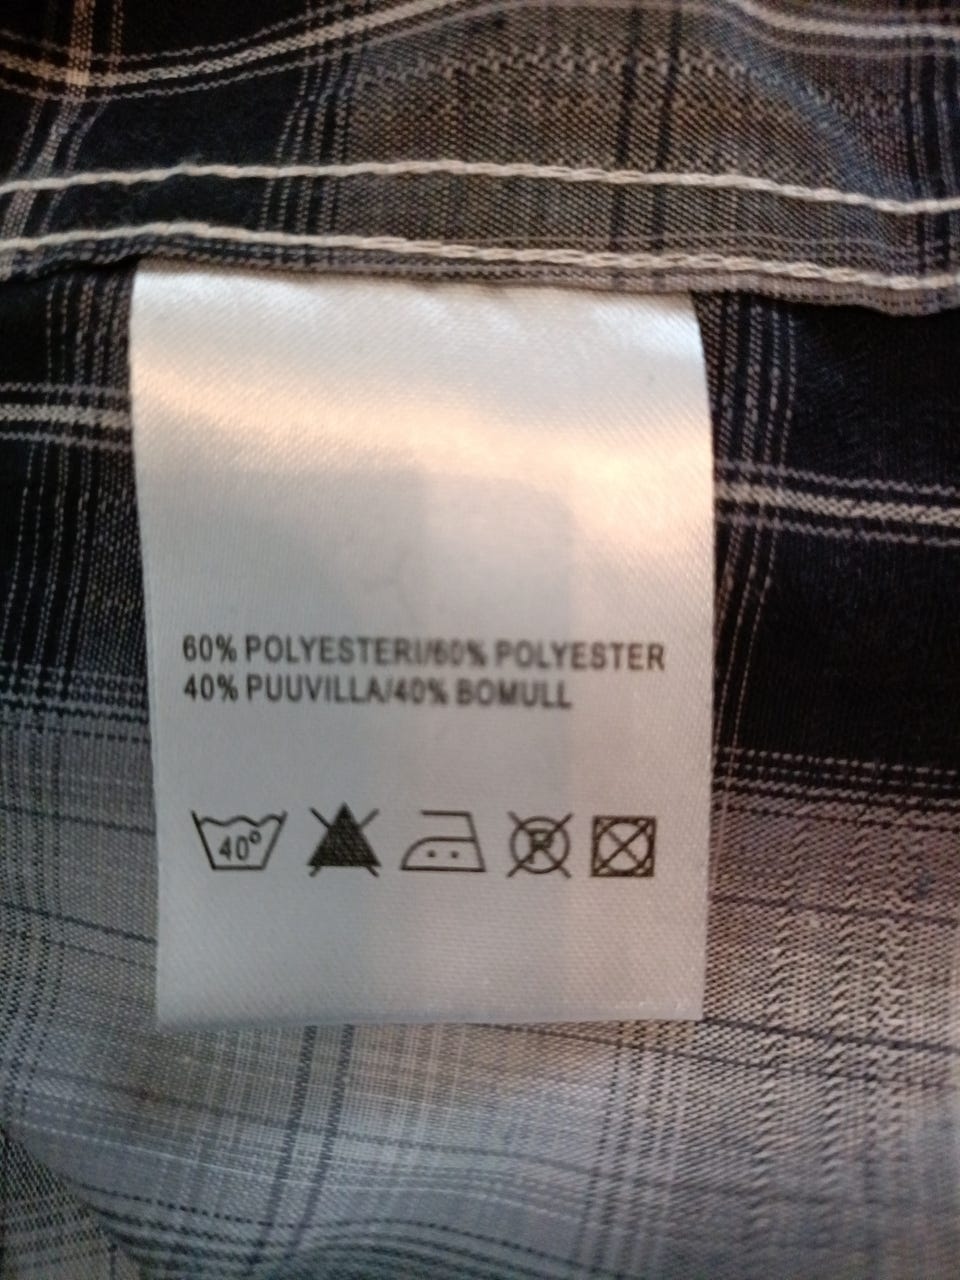 60% POLYESTERI/60% POLYESTER
40% PUUVILLA/40% BOMULL
40° P